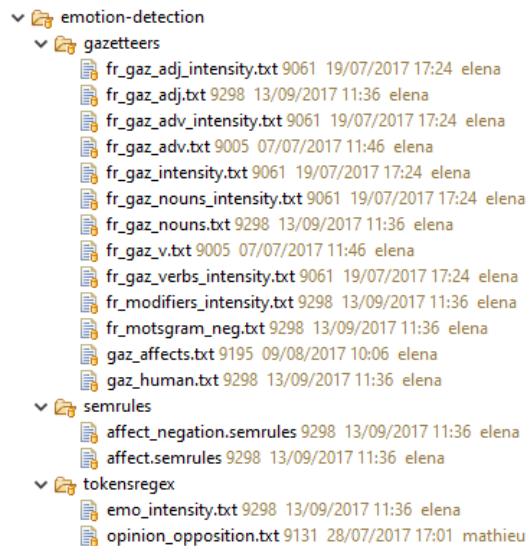 emotion-detection
gazetteers
fr_gaz_adj_intensity.txt 9061 19/07/2017 17:24 elena
fr_gaz_adj.txt 9298 13/09/2017 11:36 elena
fr_gaz_adv_intensity.txt 9061 19/07/2017 17:24 elena
fr_gaz_adv.txt 9005 07/07/2017 11:46 elena
fr_gaz_intensity.txt 9061 19/07/2017 17:24 elena
fr_gaz_nouns_intensity.txt 9061 19/07/2017 17:24 elena
fr_gaz_nouns.txt 9298 13/09/2017 11:36 elena
fr_gaz_v.txt 9005 07/07/2017 11:46 elena
fr_gaz_verbs_intensity.txt 9061 19/07/2017 17:24 elena
fr_modifiers_intensity.txt 9298 13/09/2017 11:36 elena
fr_motsgram_neg.txt 9298 13/09/2017 11:36 elena
gaz_affects.txt 9195 09/08/2017 10:06 elena
gaz_human.txt 9298 13/09/2017 11:36 elena
semrules
affect_negation.semrules 9298 13/09/2017 11:36 elena
affect.semrules 9298 13/09/2017 11:36 elena
tokensregex
emo_intensity.txt 9298 13/09/2017 11:36 elena
opinion_opposition.txt 9131 28/07/2017 17:01 mathieu